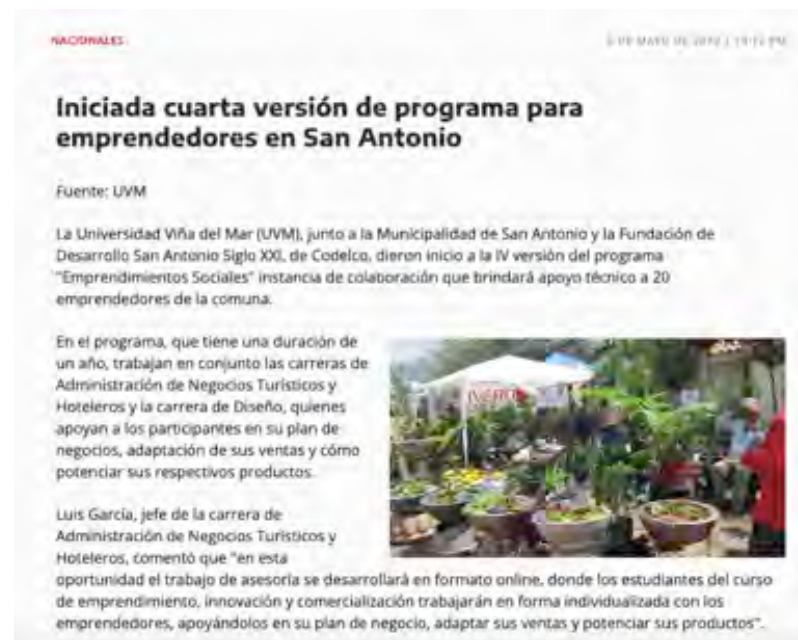 NACIONALES
DE MAYO DE
Iniciada cuarta versión de programa para
emprendedores en San Antonio
Fuente: UVM
La Universidad Viña del Mar (UVM), junto a la Municipalidad de San Antonio y la Fundación de
Desarrollo San Antonio Siglo XXI, de Codelco, dieron inicio a la IV versión del programa
"Emprendimientos Sociales" instancia de colaboración que brindará apoyo técnico a 20
emprendedores de la comuna.
En el programa, que tiene una duración de
un año, trabajan en conjunto las carreras de
Administración de Negocios Turísticos y
Hoteleros y la carrera de Diseño, quienes
apoyan a los participantes en su plan de
negocios, adaptación de sus ventas y cómo
potenciar sus respectivos productos.
Luis García, jefe de la carrera de
Administración de Negocios Turísticos y
Hoteleros, comentó que "en esta
oportunidad el trabajo de asesoría se desarrollará en formato online, donde los estudiantes del curso
de emprendimiento, innovación y comercialización trabajarán en forma individualizada con los
emprendedores, apoyándolos en su plan de negocio, adaptar sus ventas y potenciar sus productos".